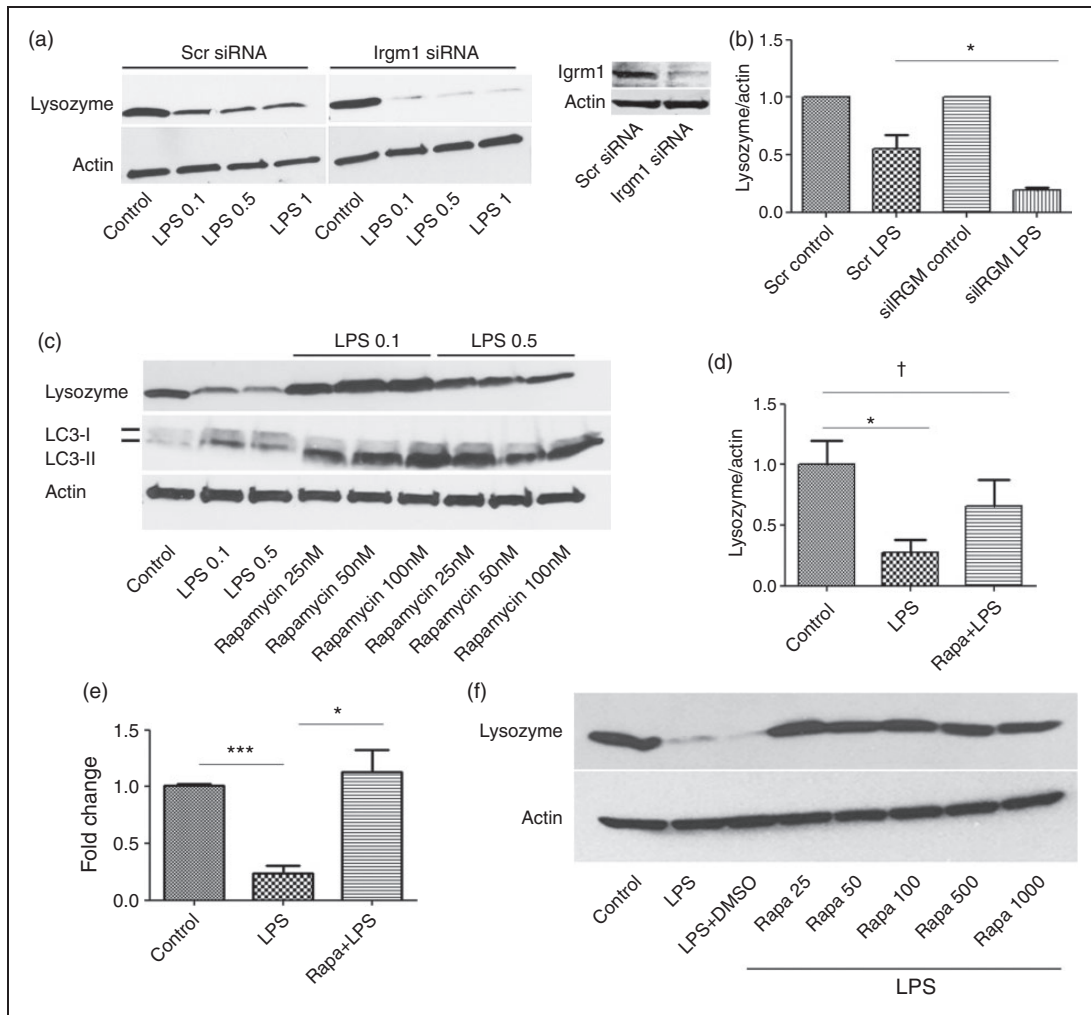 (a)
Scr siRNA
Irgm1 siRNA
Lysozyme
Actin
Control
LPS 0.1
LPS 0.5
LPS 1
Control
LPS 0.1
LPS 0.5
LPS 1
Igrm1
Actin
Scr siRNA
Irgm1 siRNA
(b)
Lysozyme/actin
1.5
1.0
0.5
0.0
*
Scr control
Scr LPS
siIRGM control
siIRGM LPS
(c)
LPS 0.1
LPS 0.5
Lysozyme
LC3-I
LC3-II
Actin
Control
LPS 0.1
LPS 0.5
Rapamycin 25nM
Rapamycin 50nM
Rapamycin 100nM
Rapamycin 25nM
Rapamycin 50nM
Rapamycin 100nM
(d)
Lysozyme/actin
1.5
1.0
0.5
0.0
†
*
Control
LPS
Rapa+LPS
(e)
Fold change
1.5
1.0
0.5
0.0
***
*
Control
LPS
Rapa+LPS
(f)
Lysozyme
Actin
Control
LPS
LPS+DMSO
Rapa 25
Rapa 50
Rapa 100
Rapa 500
Rapa 1000
LPS